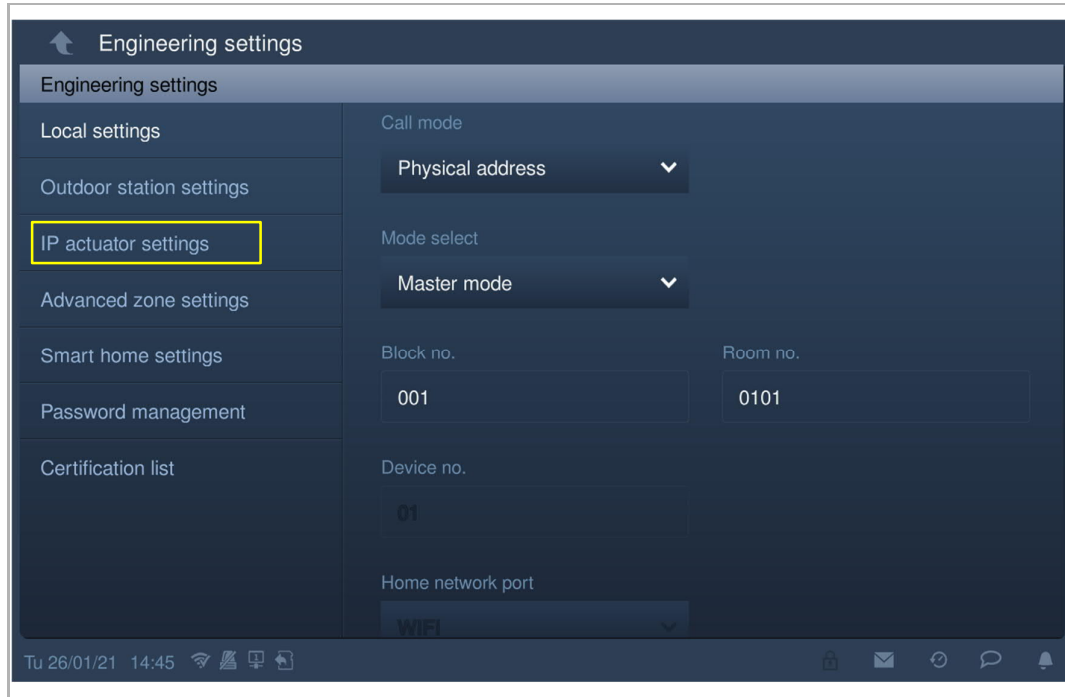 Engineering settings
Engineering settings
Local settings
Outdoor station settings
IP actuator settings
Advanced zone settings
Smart home settings
Password management
Certification list
Call mode
Physical address
Mode select
Master mode
Block no. Room no.
001 0101
Device no.
01
Home network port
WIFI
Tu 26/01/21 14:45